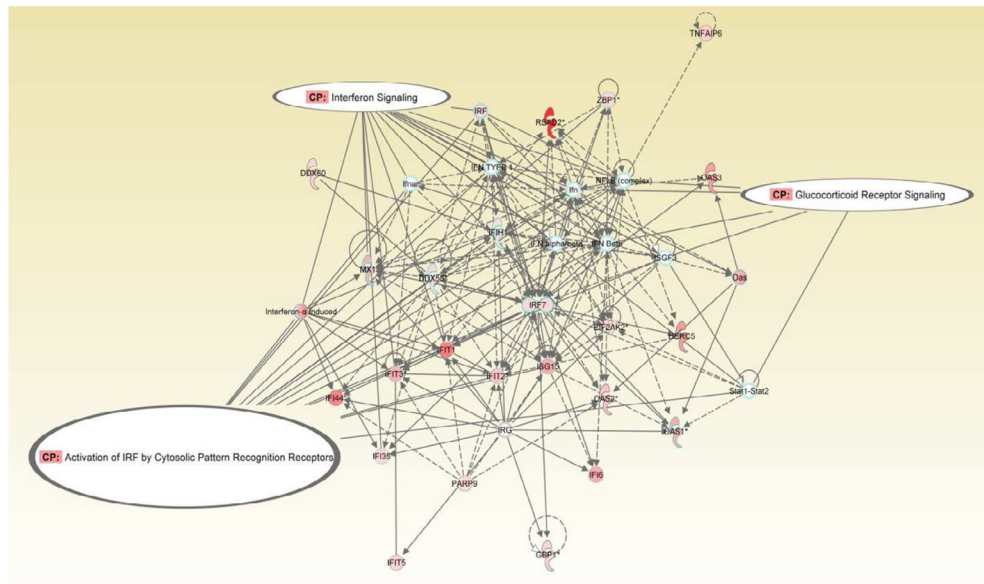 TNFAIP6
CP: Interferon Signaling
ZBP1*
IRF
RSAD2*
DDX60
IFN TYPE 1
Ifnar
Ifn
NFkB (complex)
OAS3
CP: Glucocorticoid Receptor Signaling
IFIH1
IFN alpha/beta
IFN Beta
ISGF3
MX1*
DDX58*
Oas
IRF7
Interferon-α Induced
EIF2AK2*
HERC5
IFIT1
ISG15
IFIT3*
IFIT2*
Stat1-Stat2
IFI44*
OAS2*
IRG
OAS1*
CP: Activation of IRF by Cytosolic Pattern Recognition Receptors
IFI35
IFI6
PARP9
GBP1*
IFIT5